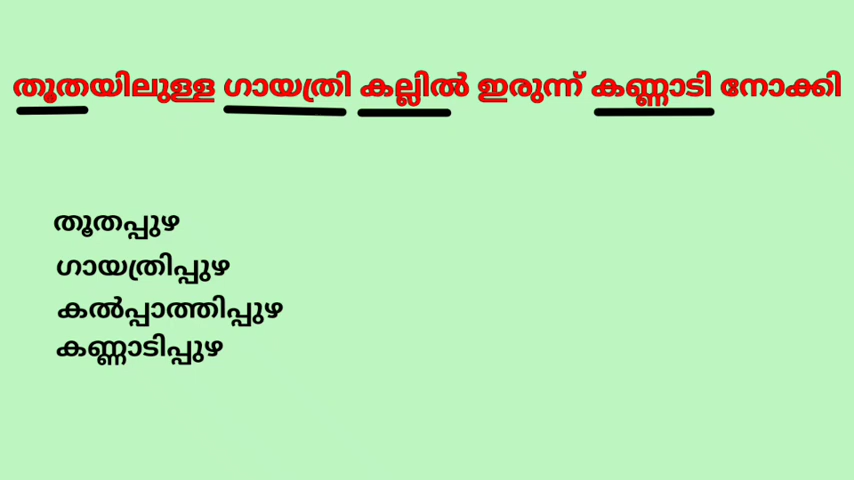 തൂതയിലുള്ള ഗായത്രി കല്ലിൽ ഇരുന്ന് കണ്ണാടി നോക്കി
തൂതപ്പുഴ
ഗായത്രിപ്പുഴ
കൽപ്പാത്തിപ്പുഴ
കണ്ണാടിപ്പുഴ